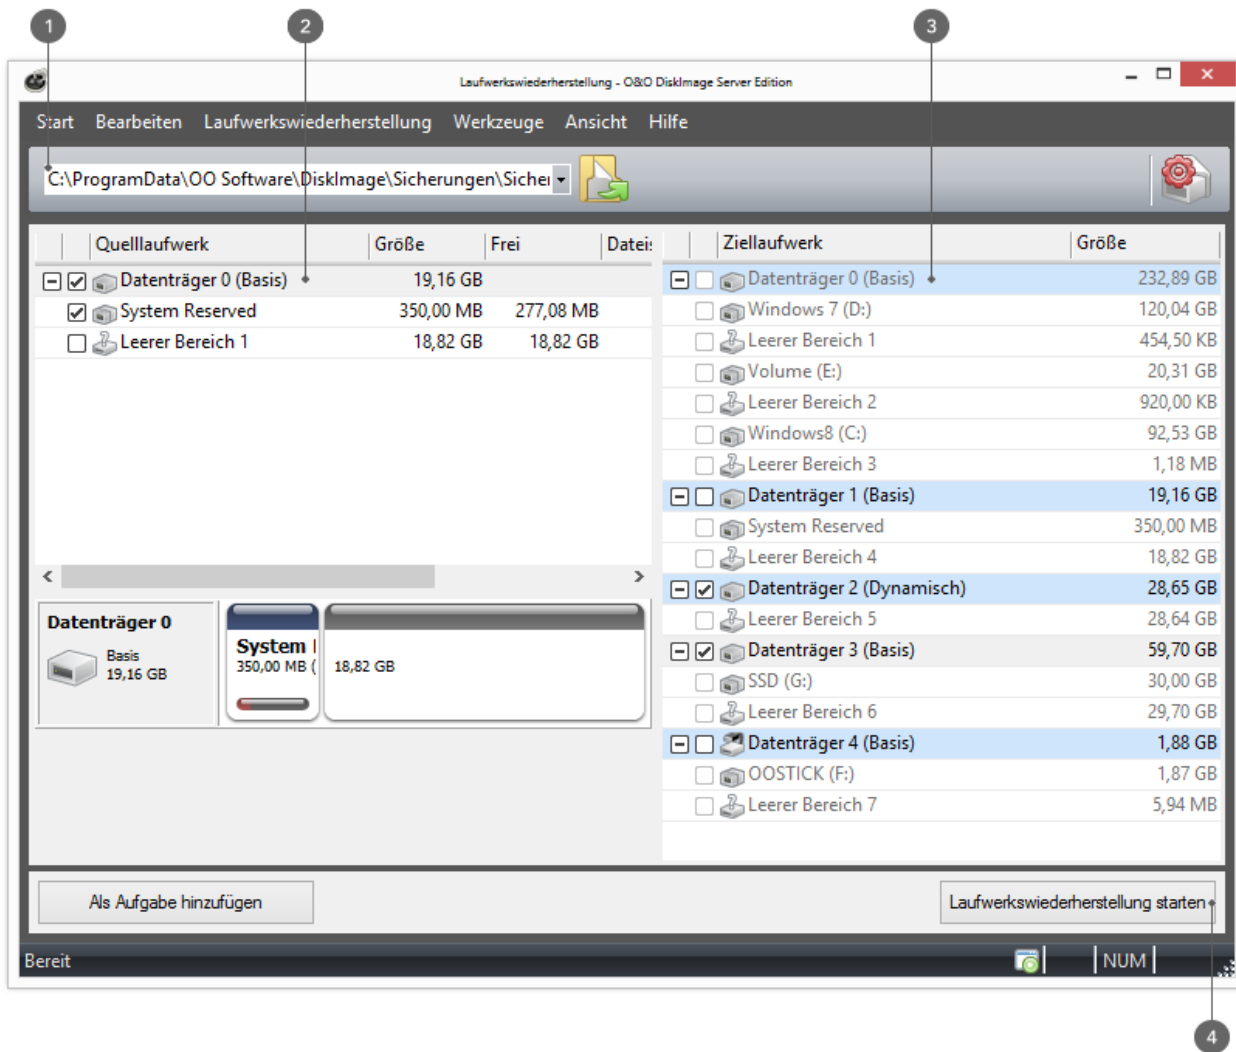 1 2 3
Laufwerkswiederherstellung - O&O DiskImage Server Edition
Start Bearbeiten Laufwerkswiederherstellung Werkzeuge Ansicht Hilfe
C:\ProgramData\OO Software\DiskImage\Sicherungen\Sicher
Quelllaufwerk Größe Frei Dateis
Datenträger 0 (Basis) 19,16 GB
System Reserved 350,00 MB 277,08 MB
Leerer Bereich 1 18,82 GB 18,82 GB
Datenträger 0
Basis
19,16 GB
System
350,00 MB (
18,82 GB
Ziellaufwerk Größe
Datenträger 0 (Basis) 232,89 GB
Windows 7 (D:) 120,04 GB
Leerer Bereich 1 454,50 KB
Volume (E:) 20,31 GB
Leerer Bereich 2 920,00 KB
Windows8 (C:) 92,53 GB
Leerer Bereich 3 1,18 MB
Datenträger 1 (Basis) 19,16 GB
System Reserved 350,00 MB
Leerer Bereich 4 18,82 GB
Datenträger 2 (Dynamisch) 28,65 GB
Leerer Bereich 5 28,64 GB
Datenträger 3 (Basis) 59,70 GB
SSD (G:) 30,00 GB
Leerer Bereich 6 29,70 GB
Datenträger 4 (Basis) 1,88 GB
OOSTICK (F:) 1,87 GB
Leerer Bereich 7 5,94 MB
Als Aufgabe hinzufügen Laufwerkswiederherstellung starten
Bereit NUM
4